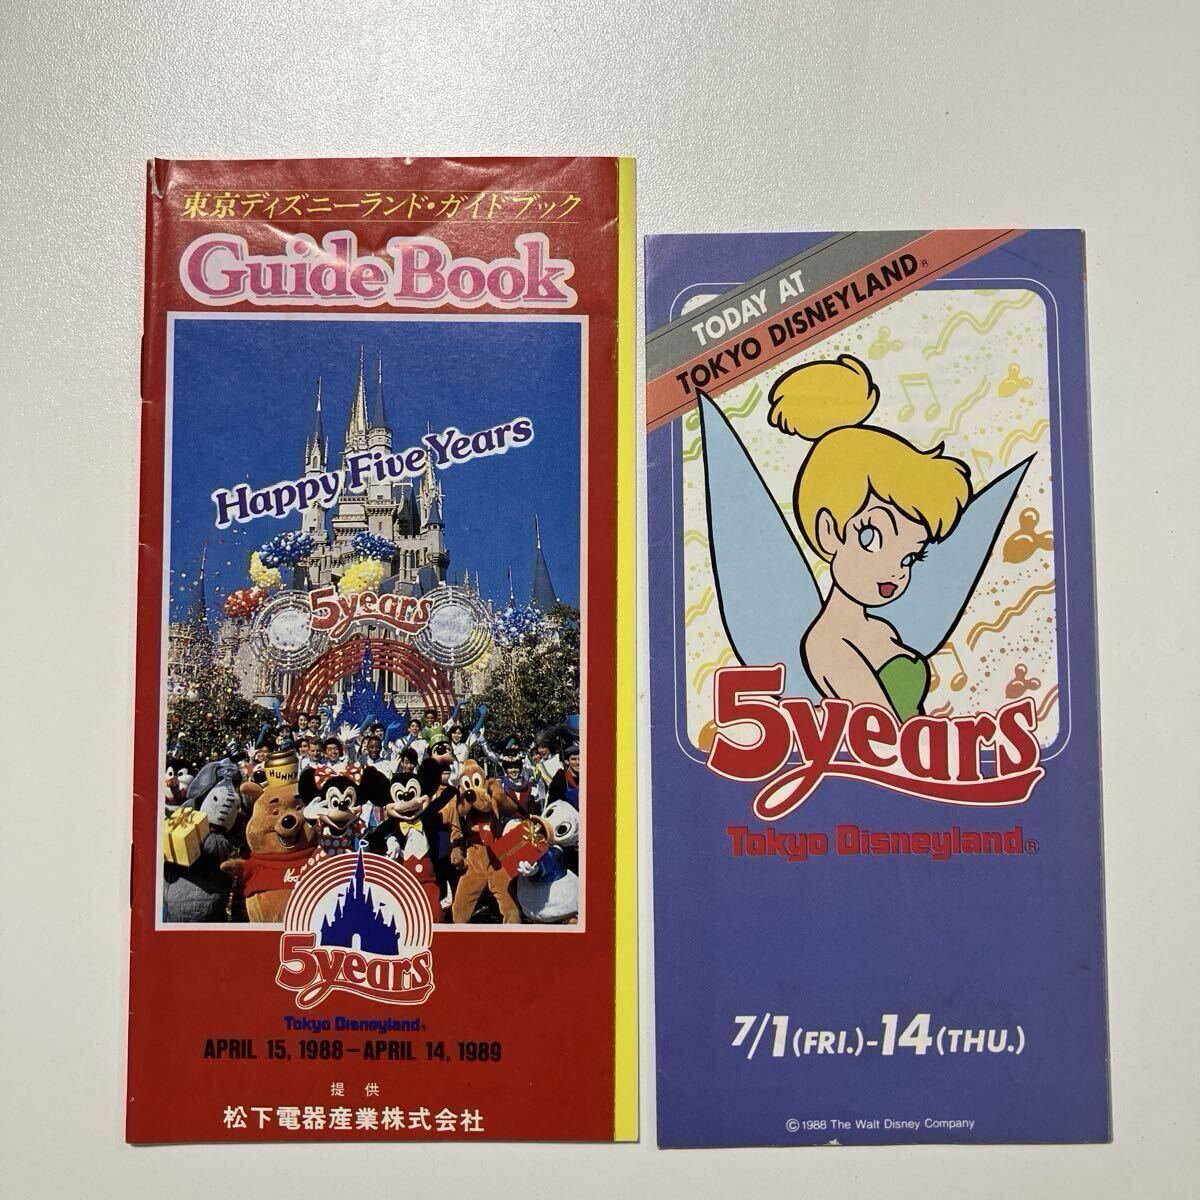 東京ディズニーランド・ガイドブック
Guide Book
Happy Five Years
5years
HUNNY
5years
Tokyo Disneyland®
APRIL 15, 1988–APRIL 14, 1989
提供
松下電器産業株式会社
TODAY AT
TOKYO DISNEYLAND®
5years
Tokyo Disneyland®
7/1(FRI.)-14(THU.)
©1988 The Walt Disney Company